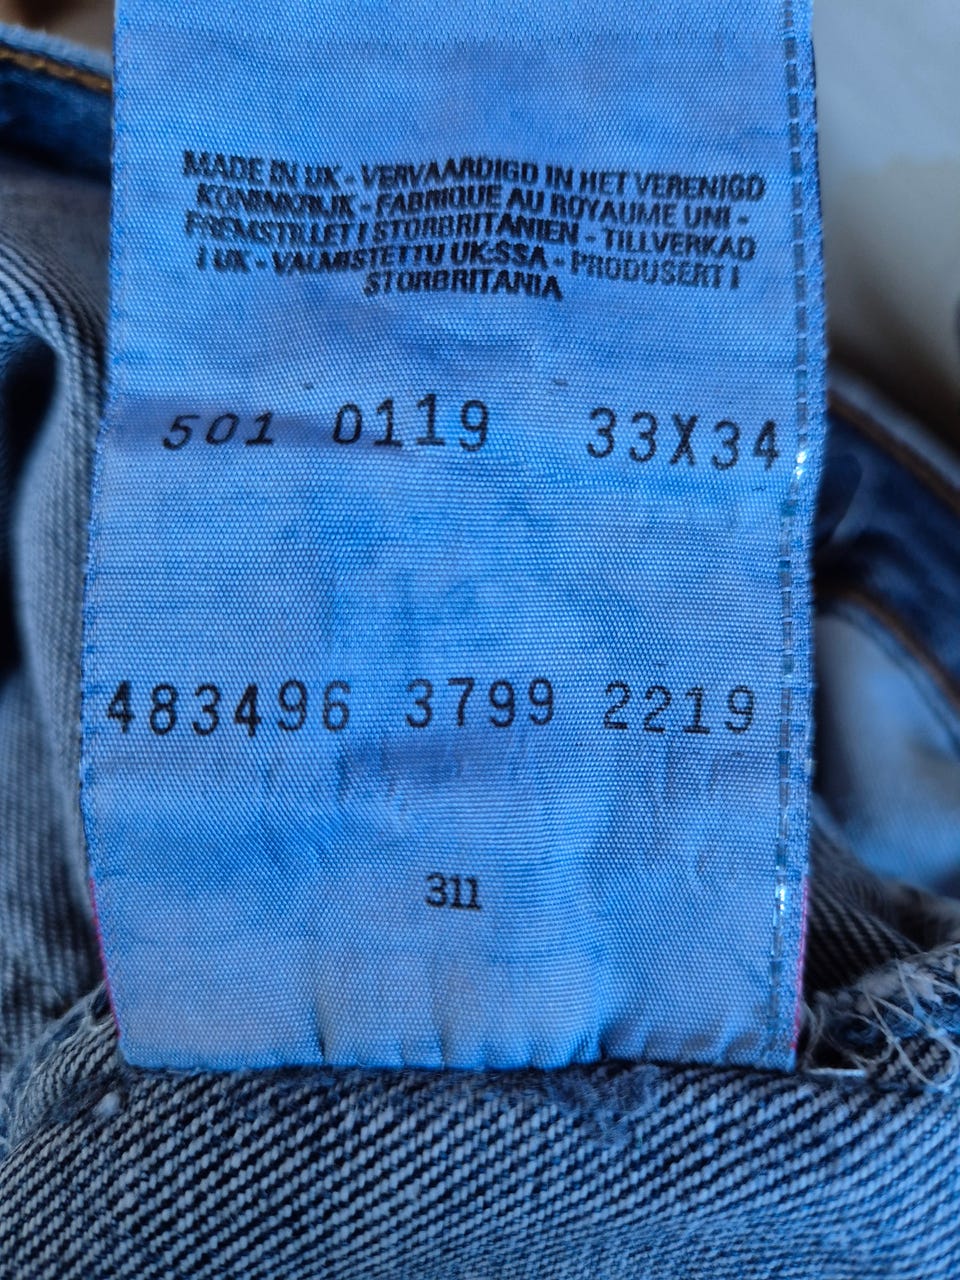 MADE IN UK - VERVAARDIGD IN HET VERENIGD
KONINKRIJK - FABRIQUE AU ROYAUME UNI -
FREMSTILLET I STORBRITANIEN - TILLVERKAD
I UK - VALMISTETTU UK:SSA - PRODUSERT I
STORBRITANIA
501 0119 33X34
483496 3799 2219
311